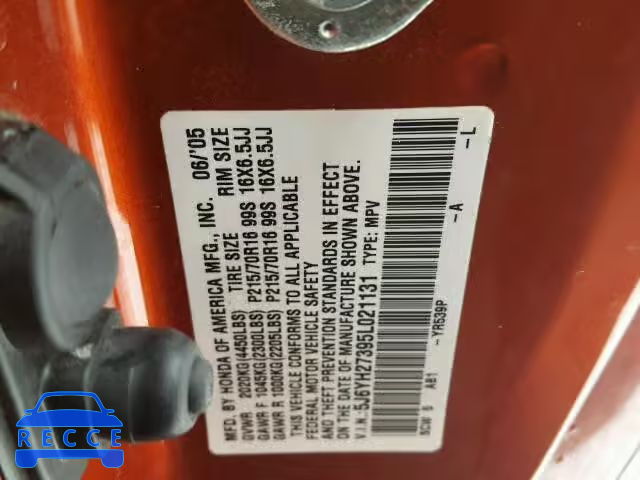 MFD. BY HONDA OF AMERICA MFG., INC. 06/'05
GVWR 2020KG(4450LBS) TIRE SIZE RIM SIZE
GAWR F 1045KG(2300LBS) P215/70R16 99S 16X6.5JJ
GAWR R 1000KG(2205LBS) P215/70R16 99S 16X6.5JJ
THIS VEHICLE CONFORMS TO ALL APPLICABLE
FEDERAL MOTOR VEHICLE SAFETY
AND THEFT PREVENTION STANDARDS IN EFFECT
ON THE DATE OF MANUFACTURE SHOWN ABOVE.
V.I.N.: 5J6YH27395L021131 TYPE: MPV
-YR539P -A -L
SCW 5 AB1